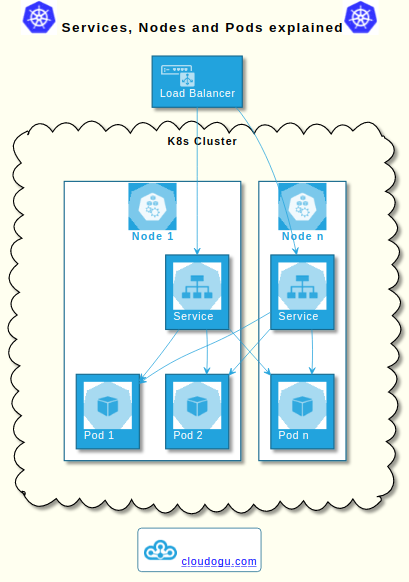 Services, Nodes and Pods explained
Load Balancer
K8s Cluster
Node 1
Node n
Service
Service
Pod 1
Pod 2
Pod n
cloudogu.com